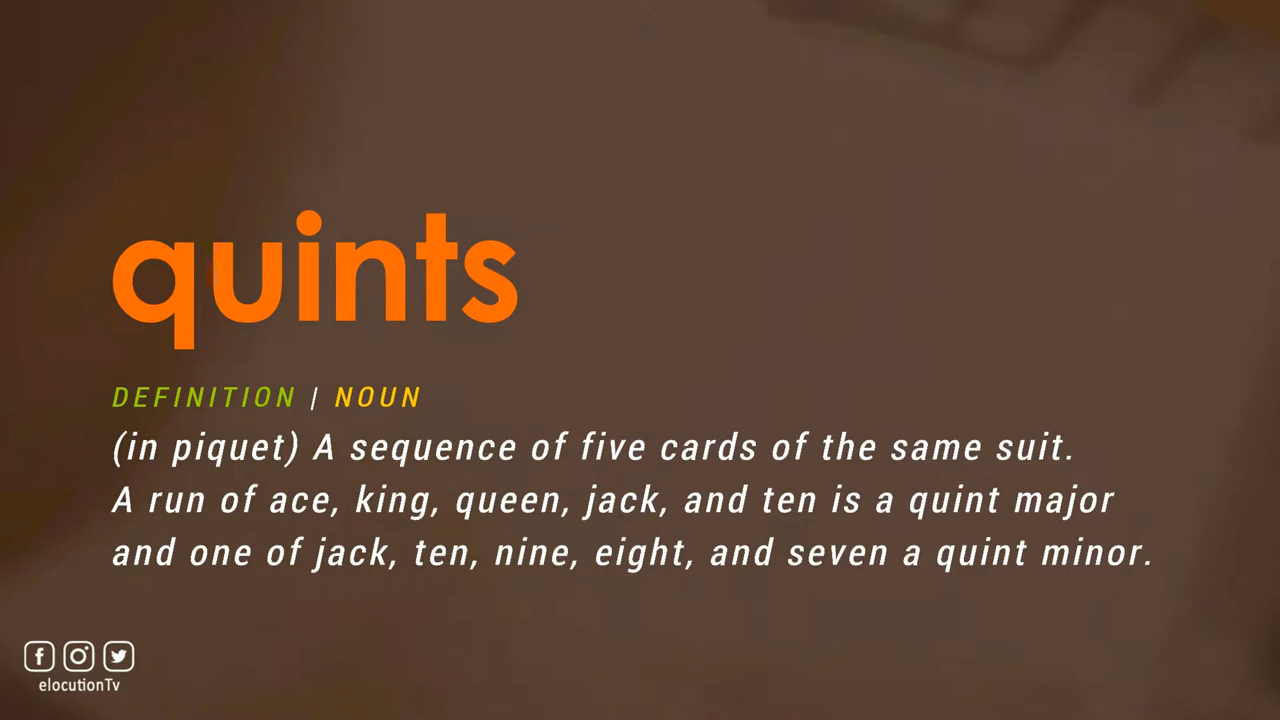 quints
DEFINITION | NOUN
(in piquet) A sequence of five cards of the same suit.
A run of ace, king, queen, jack, and ten is a quint major
and one of jack, ten, nine, eight, and seven a quint minor.
elocutionTv